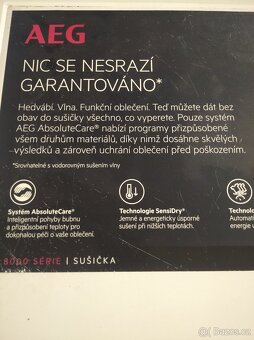 AEG
NIC SE NESRAZÍ
GARANTOVÁNO*
Hedvábí. Vlna. Funkční oblečení. Teď můžete dát bez
obav do sušičky všechno, co vyperete. Pouze systém
AEG AbsoluteCare® nabízí programy přizpůsobené
všem druhům materiálů, díky nimž dosáhne skvělých
výsledků a zároveň uchrání oblečení před poškozením.
*Srovnatelné s vodorovným sušením vlny
Systém AbsoluteCare®
Inteligentní pohyby bubnu
a přizpůsobení teploty pro
dokonalou péči o vaše oblečení.
Technologie SensiDry®
Jemné a energeticky úsporné
sušení při nižších teplotách.
Technolo
Automati
energie u
8000 SÉRIE | SUŠIČKA
Bazoš.cz